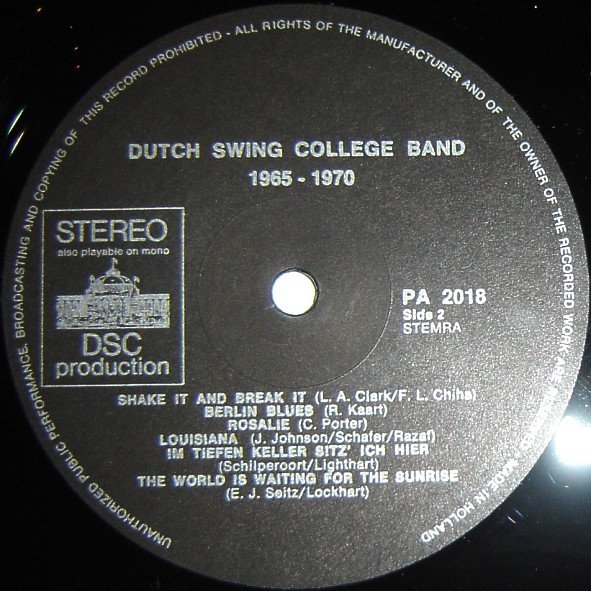 UNAUTHORIZED PUBLIC PERFORMANCE, BROADCASTING AND COPYING OF THIS RECORD PROHIBITED - ALL RIGHTS OF THE MANUFACTURER AND OF THE OWNER OF THE RECORDED WORK ARE RESERVED - MADE IN HOLLAND
DUTCH SWING COLLEGE BAND
1965 - 1970
STEREO
also playable on mono
DSC
production
PA 2018
Side 2
STEMRA
SHAKE IT AND BREAK IT (L. A. Clark/F. L. Chiha)
BERLIN BLUES (R. Kaart)
ROSALIE (C. Porter)
LOUISIANA (J. Johnson/Schafer/Razaf)
IM TIEFEN KELLER SITZ' ICH HIER
(Schilperoort/Lighthart)
THE WORLD IS WAITING FOR THE SUNRISE
(E. J. Seitz/Lockhart)